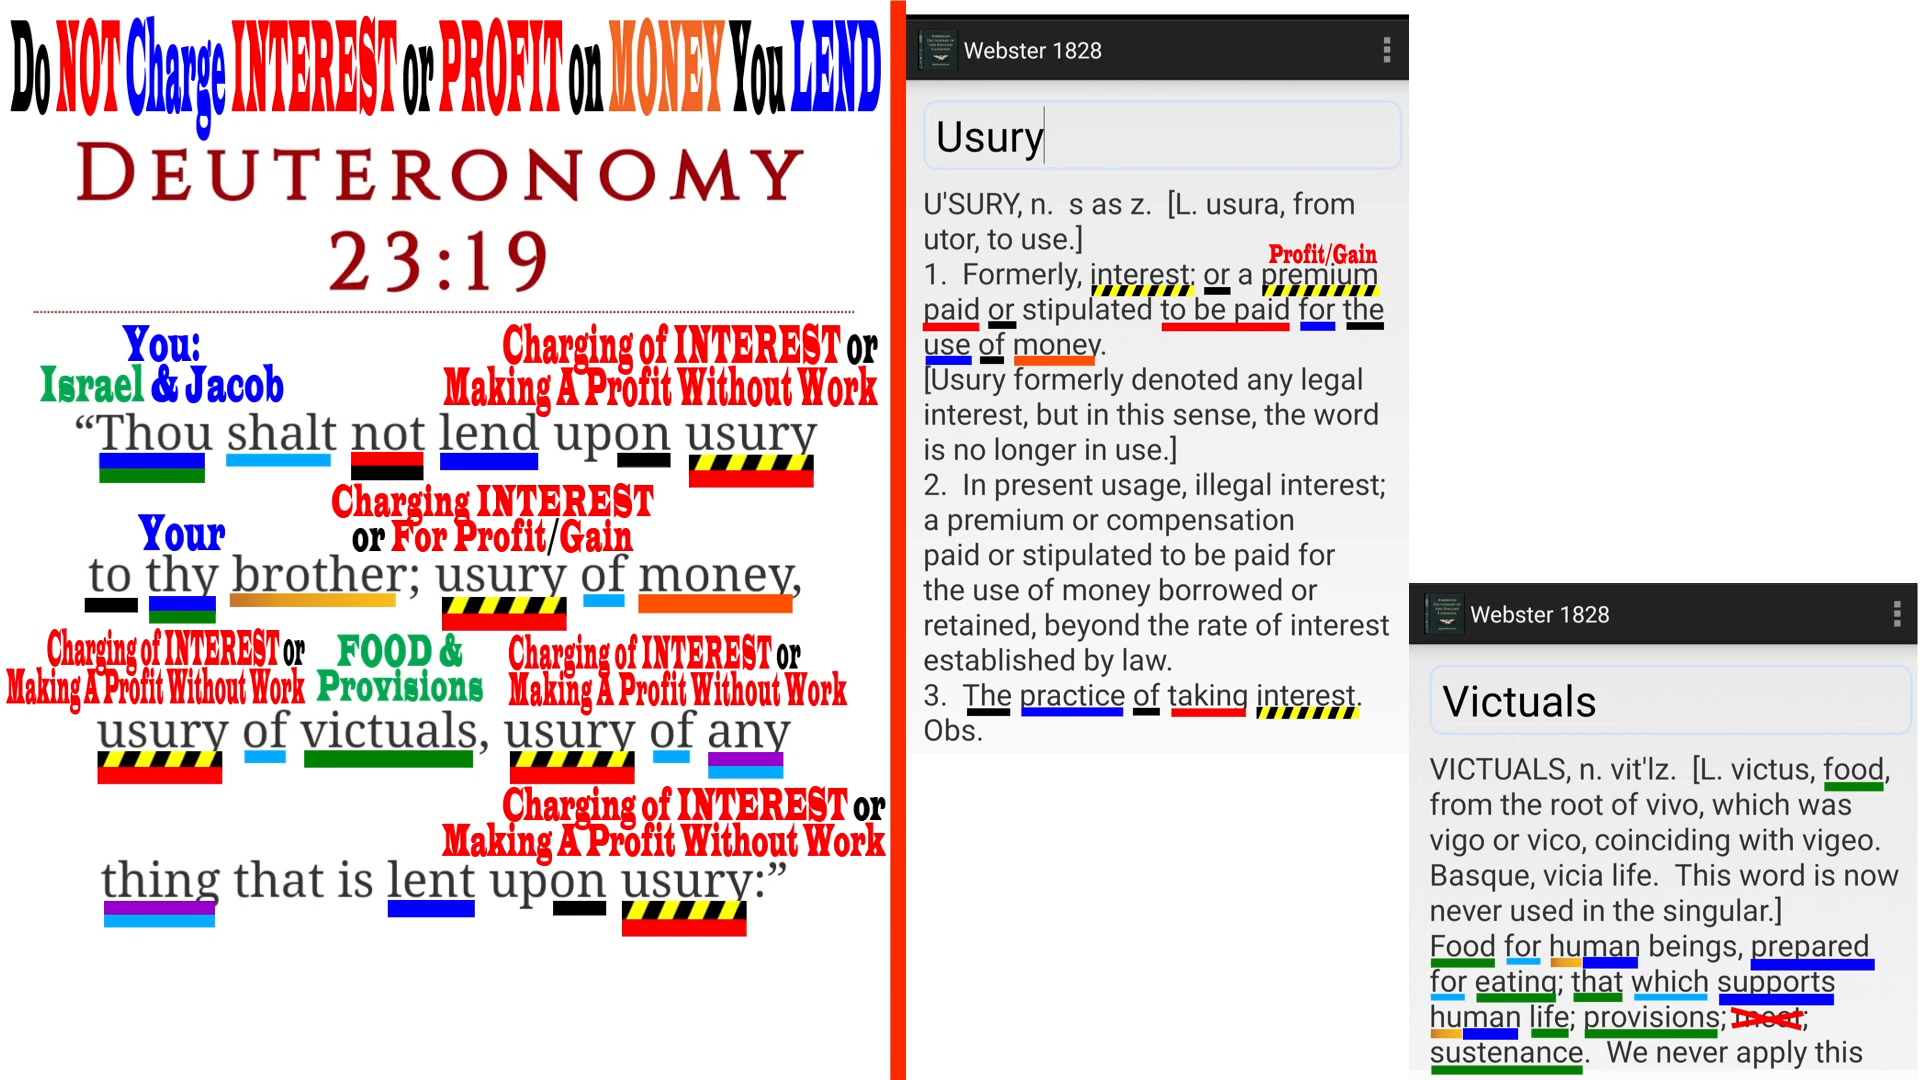 Do NOT Charge INTEREST or PROFIT on MONEY You LEND
DEUTERONOMY
23:19
You:
Israel & Jacob
Charging of INTEREST or
Making A Profit Without Work
“Thou shalt not lend upon usury
Your
Charging INTEREST
or For Profit/Gain
to thy brother; usury of money,
Charging of INTEREST or
Making A Profit Without Work
FOOD &
Provisions
Charging of INTEREST or
Making A Profit Without Work
usury of victuals, usury of any
Charging of INTEREST or
Making A Profit Without Work
thing that is lent upon usury:”
Webster 1828
Usury
U'SURY, n. s as z. [L. usura, from
utor, to use.]
Profit/Gain
1. Formerly, interest; or a premium
paid or stipulated to be paid for the
use of money.
[Usury formerly denoted any legal
interest, but in this sense, the word
is no longer in use.]
2. In present usage, illegal interest;
a premium or compensation
paid or stipulated to be paid for
the use of money borrowed or
retained, beyond the rate of interest
established by law.
3. The practice of taking interest.
Obs.
Webster 1828
Victuals
VICTUALS, n. vit'lz. [L. victus, food,
from the root of vivo, which was
vigo or vico, coinciding with vigeo.
Basque, vicia life. This word is now
never used in the singular.]
Food for human beings, prepared
for eating; that which supports
human life; provisions; meat;
sustenance. We never apply this